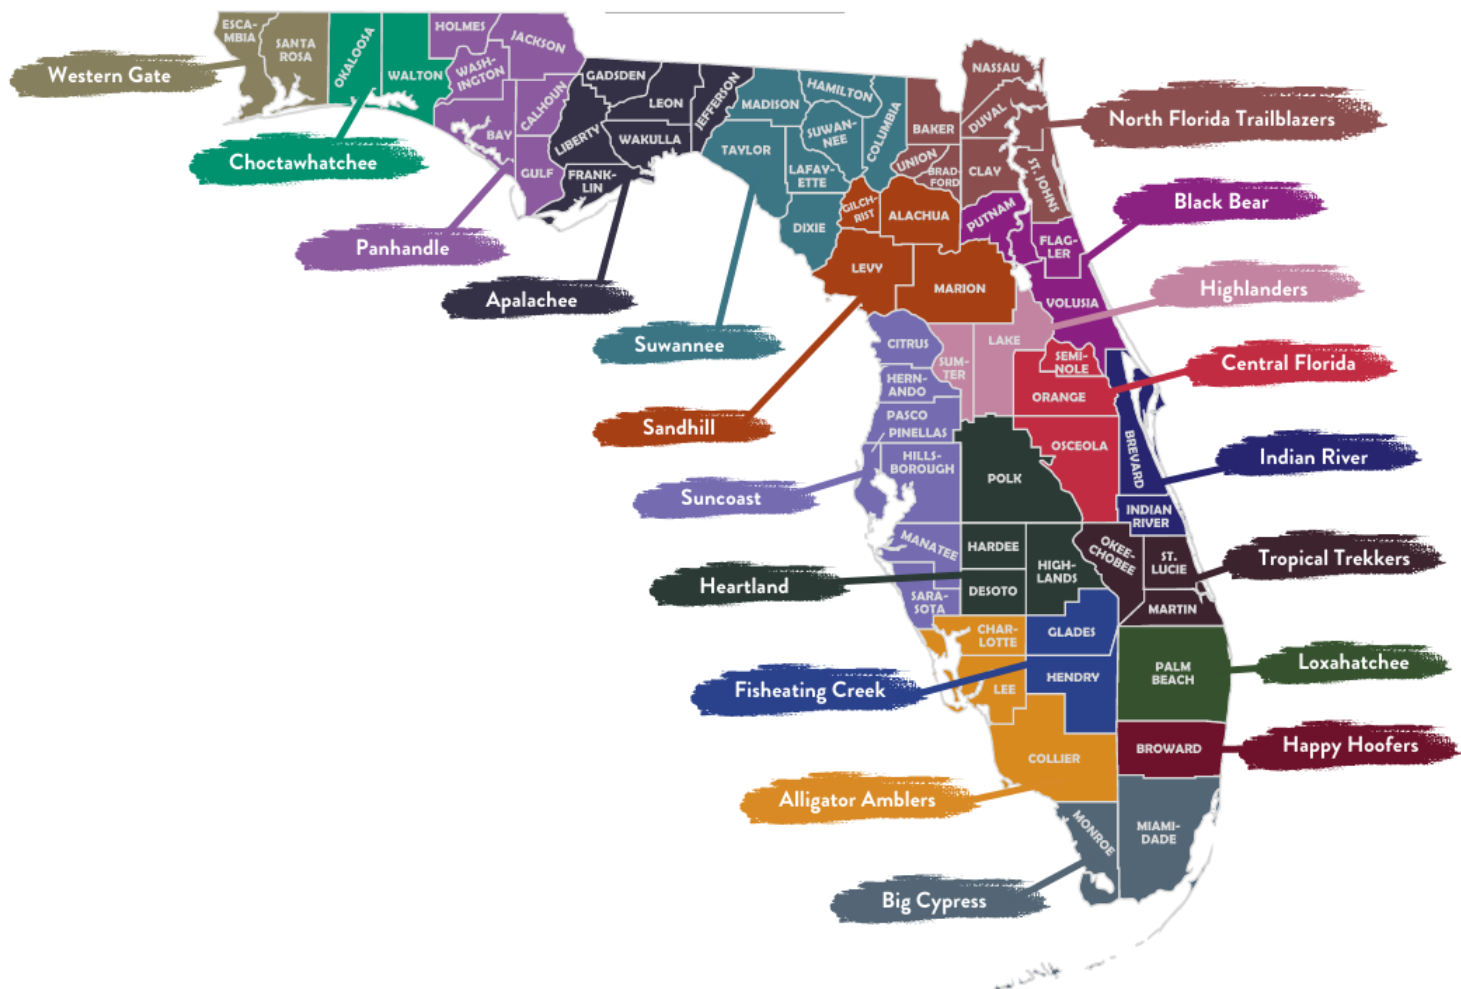 ESCA-
MBIA
SANTA
ROSA
OKALOOSA
WALTON
HOLMES
JACKSON
WASH-
INGTON
BAY
CALHOUN
GULF
GADSDEN
LIBERTY
LEON
WAKULLA
FRANK-
LIN
JEFFERSON
MADISON
TAYLOR
HAMILTON
SUWAN-
NEE
LAFAY-
ETTE
DIXIE
COLUMBIA
BAKER
NASSAU
DUVAL
UNION
BRAD-
FORD
CLAY
ST. JOHNS
GILCH-
RIST
ALACHUA
LEVY
MARION
PUTNAM
FLAG-
LER
VOLUSIA
CITRUS
SUM-
TER
LAKE
SEMI-
NOLE
ORANGE
OSCEOLA
HERN-
ANDO
PASCO
PINELLAS
HILLS-
BOROUGH
POLK
BREVARD
INDIAN
RIVER
MANATEE
SARA-
SOTA
HARDEE
DESOTO
HIGH-
LANDS
OKEE-
CHOBEE
ST.
LUCIE
MARTIN
CHAR-
LOTTE
GLADES
LEE
HENDRY
PALM
BEACH
COLLIER
BROWARD
MONROE
MIAMI-
DADE
Western Gate
Choctawhatchee
Panhandle
Apalachee
Suwannee
Sandhill
Suncoast
Heartland
Fisheating Creek
Alligator Amblers
Big Cypress
North Florida Trailblazers
Black Bear
Highlanders
Central Florida
Indian River
Tropical Trekkers
Loxahatchee
Happy Hoofers